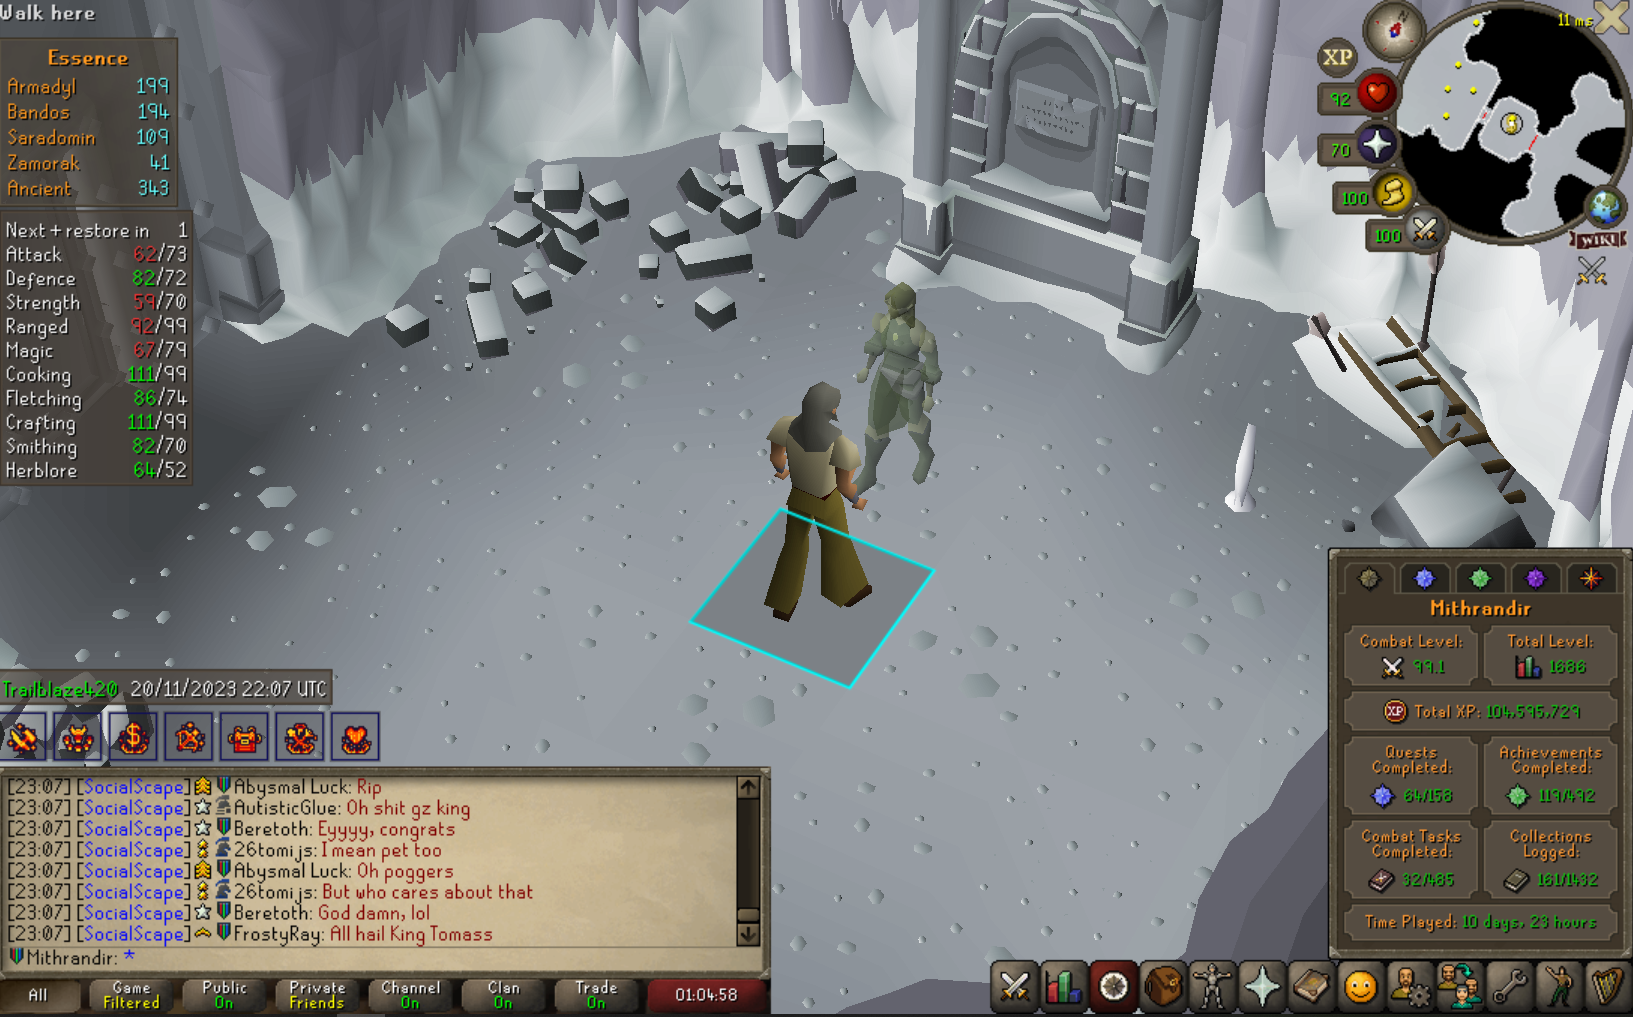 Walk here
11 ms
Essence
Armadyl 199
Bandos 194
Saradomin 109
Zamorak 41
Ancient 343
Next + restore in 1
Attack 62/73
Defence 82/72
Strength 59/70
Ranged 92/99
Magic 67/79
Cooking 111/99
Fletching 86/74
Crafting 111/99
Smithing 82/70
Herblore 64/52
XP
92
70
100
100
WIKI
Trailblaze420 20/11/2023 22:07 UTC
[23:07] [SocialScape] Abysmal Luck: Rip
[23:07] [SocialScape] AutisticGlue: Oh shit gz king
[23:07] [SocialScape] Beretoth: Eyyyy, congrats
[23:07] [SocialScape] 26tomijs: I mean pet too
[23:07] [SocialScape] Abysmal Luck: Oh poggers
[23:07] [SocialScape] 26tomijs: But who cares about that
[23:07] [SocialScape] Beretoth: God damn, lol
[23:07] [SocialScape] FrostyRay: All hail King Tomass
Mithrandir: *
All
Game
Filtered
Public
On
Private
Friends
Channel
On
Clan
On
Trade
On
01:04:58
Mithrandir
Combat Level:
99.1
Total Level:
1686
XP Total XP: 104,595,729
Quests
Completed:
64/158
Achievements
Completed:
119/492
Combat Tasks
Completed:
32/485
Collections
Logged:
161/1432
Time Played: 10 days, 23 hours